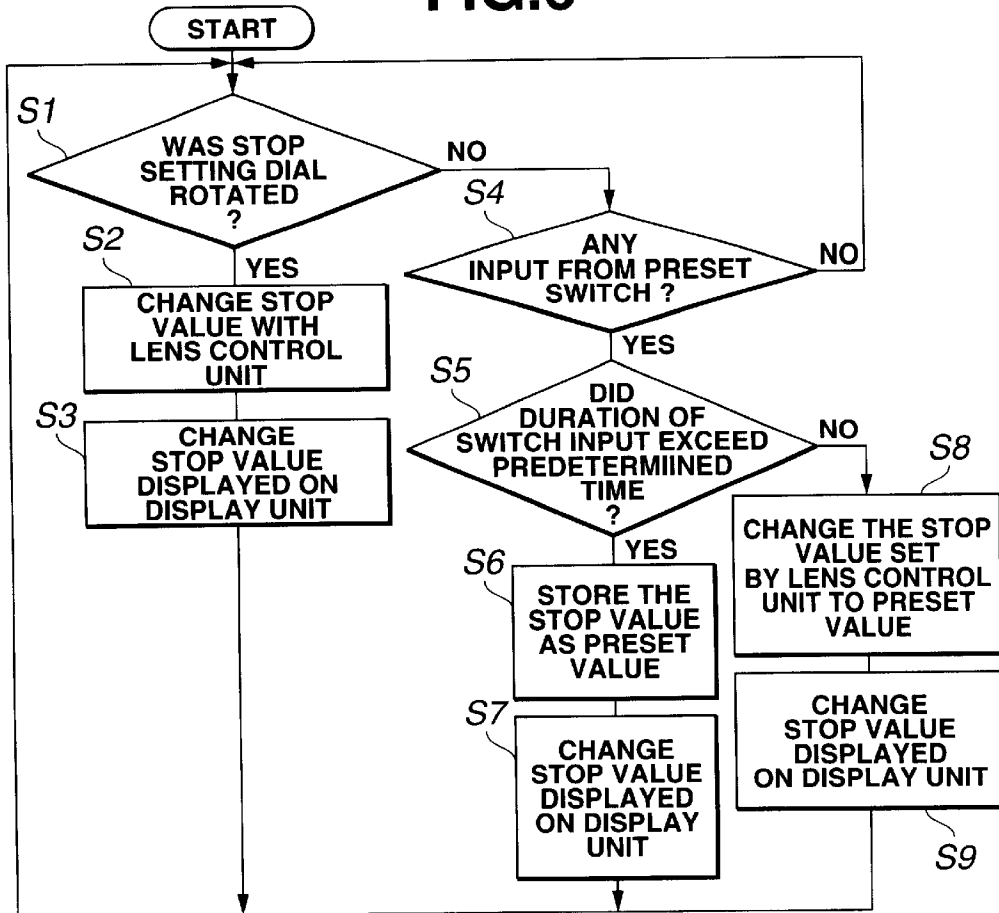 START
S1
WAS STOP
SETTING DIAL
ROTATED
?
NO
YES
S2
CHANGE STOP
VALUE WITH
LENS CONTROL
UNIT
S3
CHANGE
STOP VALUE
DISPLAYED ON
DISPLAY UNIT
S4
ANY
INPUT FROM PRESET
SWITCH ?
NO
YES
S5
DID
DURATION OF
SWITCH INPUT EXCEED
PREDETERMIINED
TIME
?
NO
YES
S6
STORE THE
STOP VALUE
AS PRESET
VALUE
S7
CHANGE
STOP VALUE
DISPLAYED
ON DISPLAY
UNIT
S8
CHANGE THE STOP
VALUE SET
BY LENS CONTROL
UNIT TO PRESET
VALUE
CHANGE
STOP VALUE
DISPLAYED
ON DISPLAY UNIT
S9